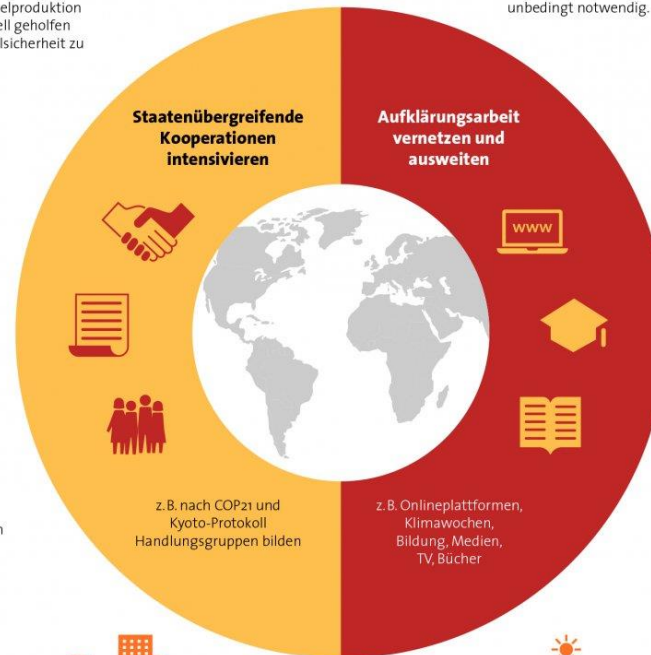 elproduktion
ell geholfen
lsicherheit zu
unbedingt notwendig.
Staatenübergreifende
Kooperationen
intensivieren
Aufklärungsarbeit
vernetzen und
ausweiten
www
z.B. nach COP21 und
Kyoto-Protokoll
Handlungsgruppen bilden
z.B. Onlineplattformen,
Klimawochen,
Bildung, Medien,
TV, Bücher
n